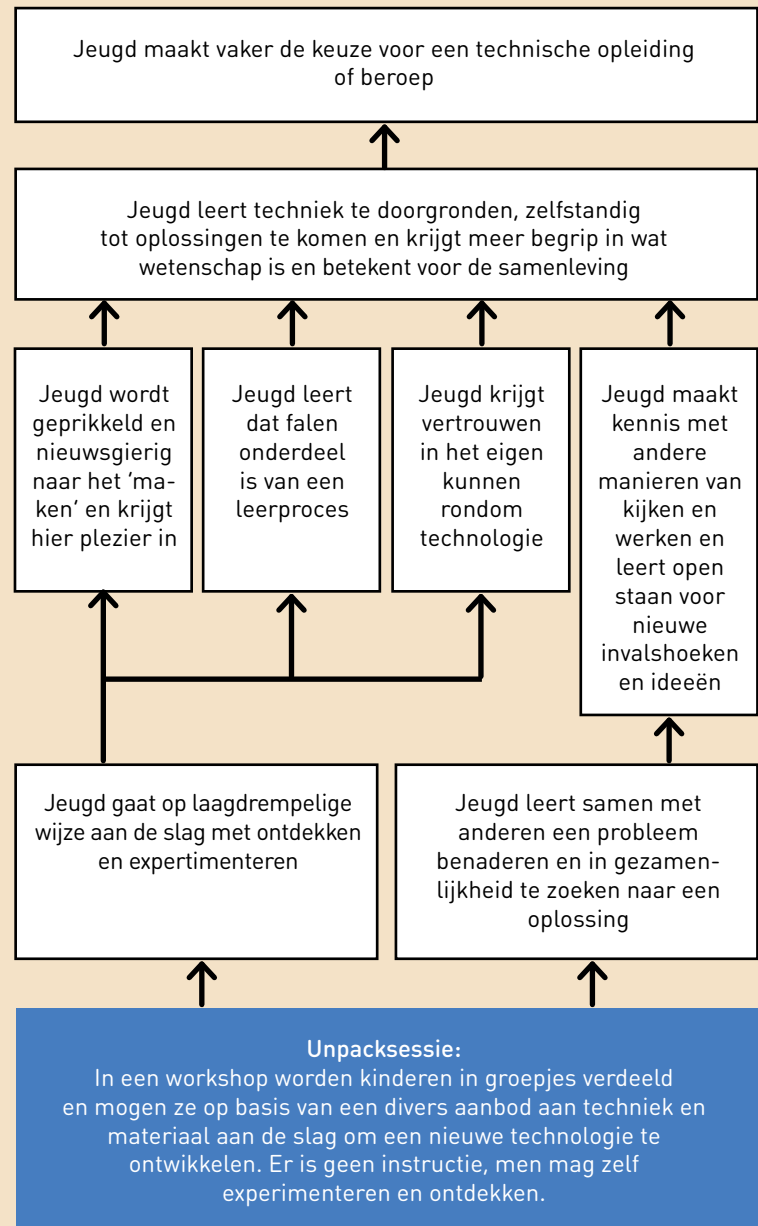 Jeugd maakt vaker de keuze voor een technische opleiding
of beroep
Jeugd leert techniek te doorgronden, zelfstandig
tot oplossingen te komen en krijgt meer begrip in wat
wetenschap is en betekent voor de samenleving
Jeugd wordt
geprikkeld en
nieuwsgierig
naar het ‘ma-
ken’ en krijgt
hier plezier in
Jeugd leert
dat falen
onderdeel
is van een
leerproces
Jeugd krijgt
vertrouwen
in het eigen
kunnen
rondom
technologie
Jeugd maakt
kennis met
andere
manieren van
kijken en
werken en
leert open
staan voor
nieuwe
invalshoeken
en ideeën
Jeugd gaat op laagdrempelige
wijze aan de slag met ontdekken
en expertimenteren
Jeugd leert samen met
anderen een probleem
benaderen en in gezamen-
lijkheid te zoeken naar een
oplossing
Unpacksessie:
In een workshop worden kinderen in groepjes verdeeld
en mogen ze op basis van een divers aanbod aan techniek en
materiaal aan de slag om een nieuwe technologie te
ontwikkelen. Er is geen instructie, men mag zelf
experimenteren en ontdekken.